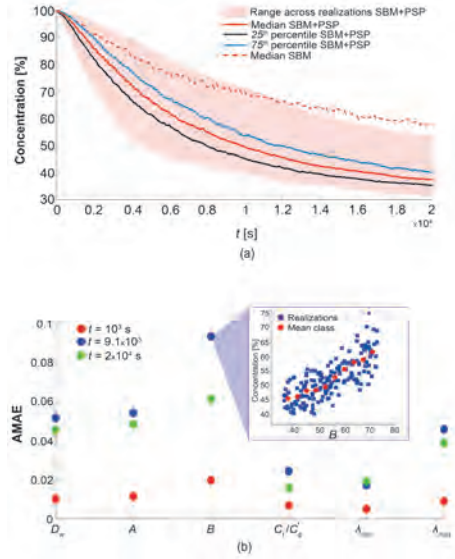 Range across realizations SBM+PSP
Median SBM+PSP
25th percentile SBM+PSP
75th percentile SBM+PSP
Median SBM
Concentration [%]
100
90
80
70
60
50
40
30
0 0.2 0.4 0.6 0.8 1 1.2 1.4 1.6 1.8 2
t [s]
(a)
t = 10³ s
t = 2×10⁴ s
AMAE
0.1
0.08
0.06
0.04
0.02
0
Realizations
Mean class
Concentration [%]
75
70
65
60
55
50
45
40
40 50 60 70 80
B
A B
(b)